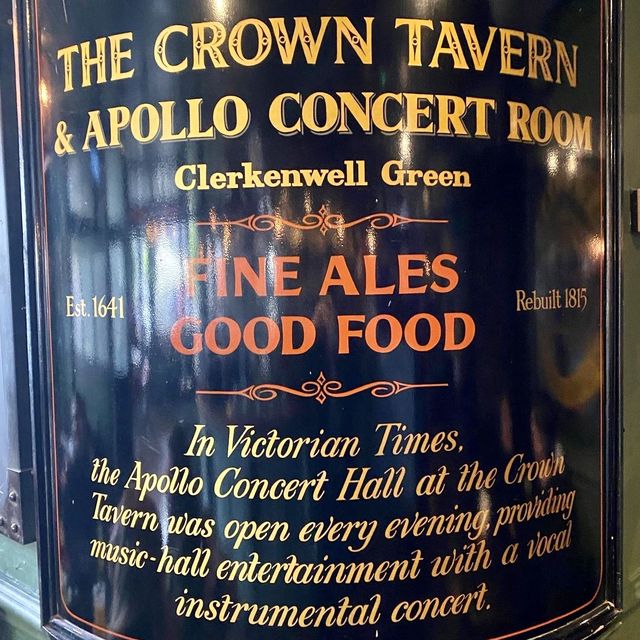 THE CROWN TAVERN
& APOLLO CONCERT ROOM
Clerkenwell Green
FINE ALES
Est. 1641
Rebuilt 1815
GOOD FOOD
In Victorian Times,
the Apollo Concert Hall at the Crown
Tavern was open every evening, providing
music-hall entertainment with a vocal
instrumental concert.